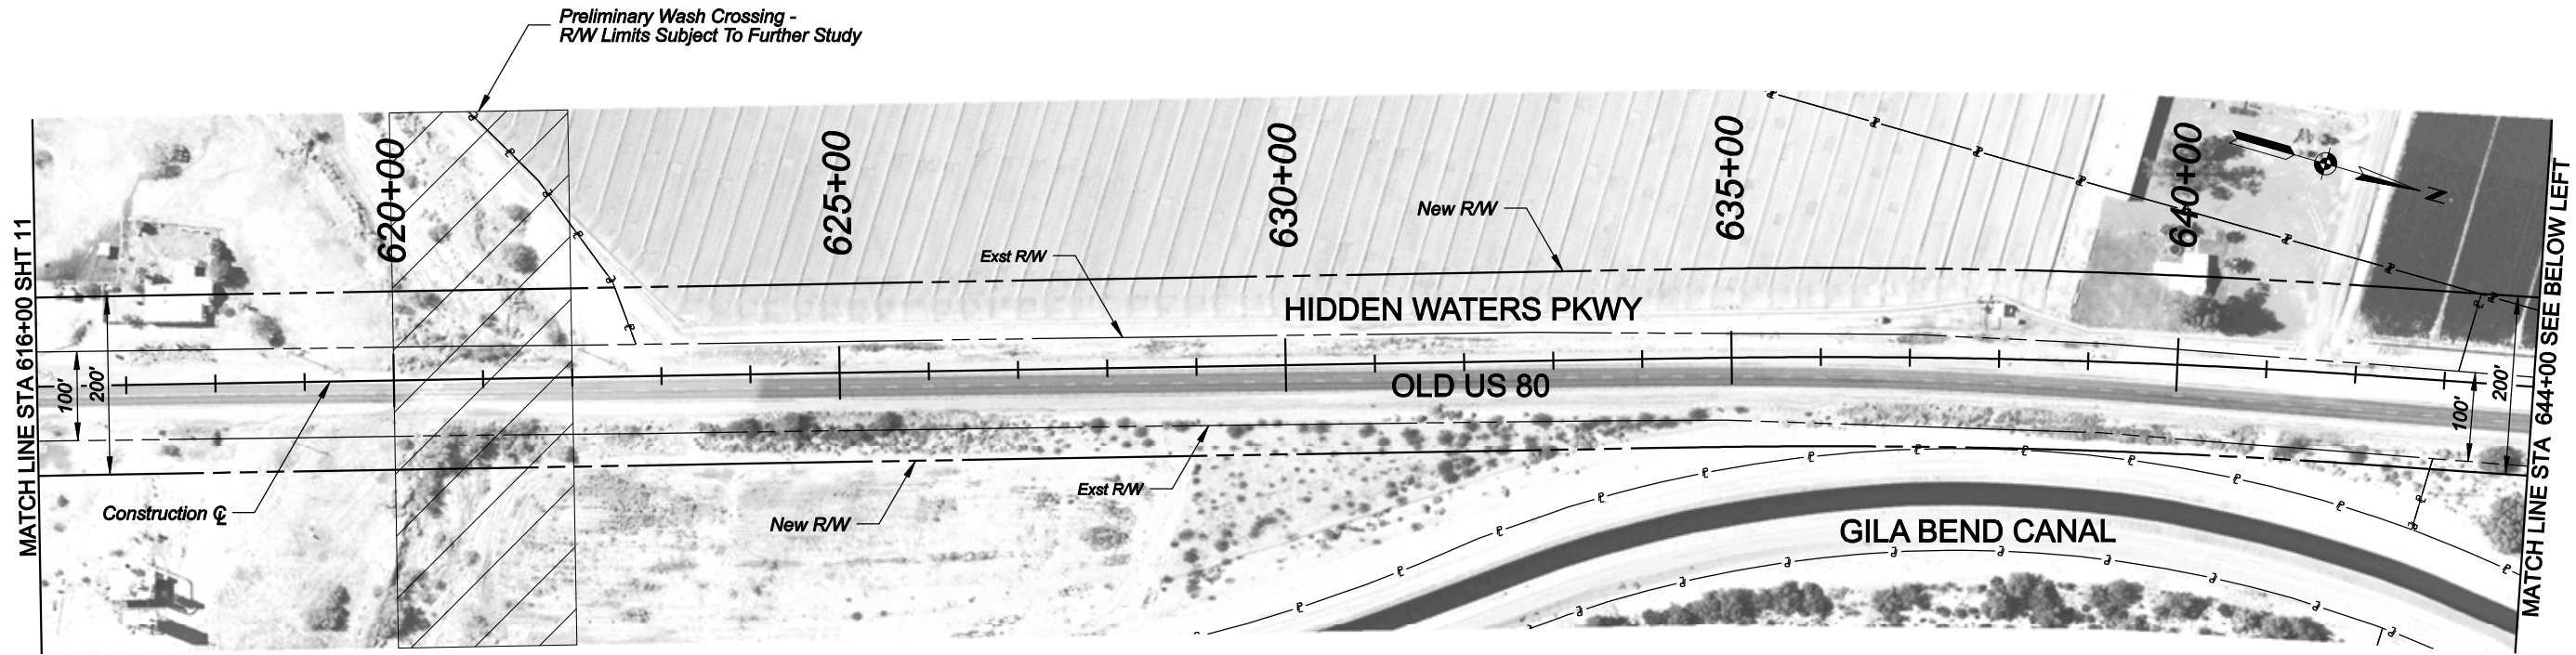 Preliminary Wash Crossing -
R/W Limits Subject To Further Study
MATCH LINE STA 616+00 SHT 11
620+00
625+00
630+00
635+00
640+00
N
MATCH LINE STA 644+00 SEE BELOW LEFT
New R/W
Exst R/W
HIDDEN WATERS PKWY
OLD US 80
100'
200'
200'
100'
Exst R/W
New R/W
Construction ℄
GILA BEND CANAL